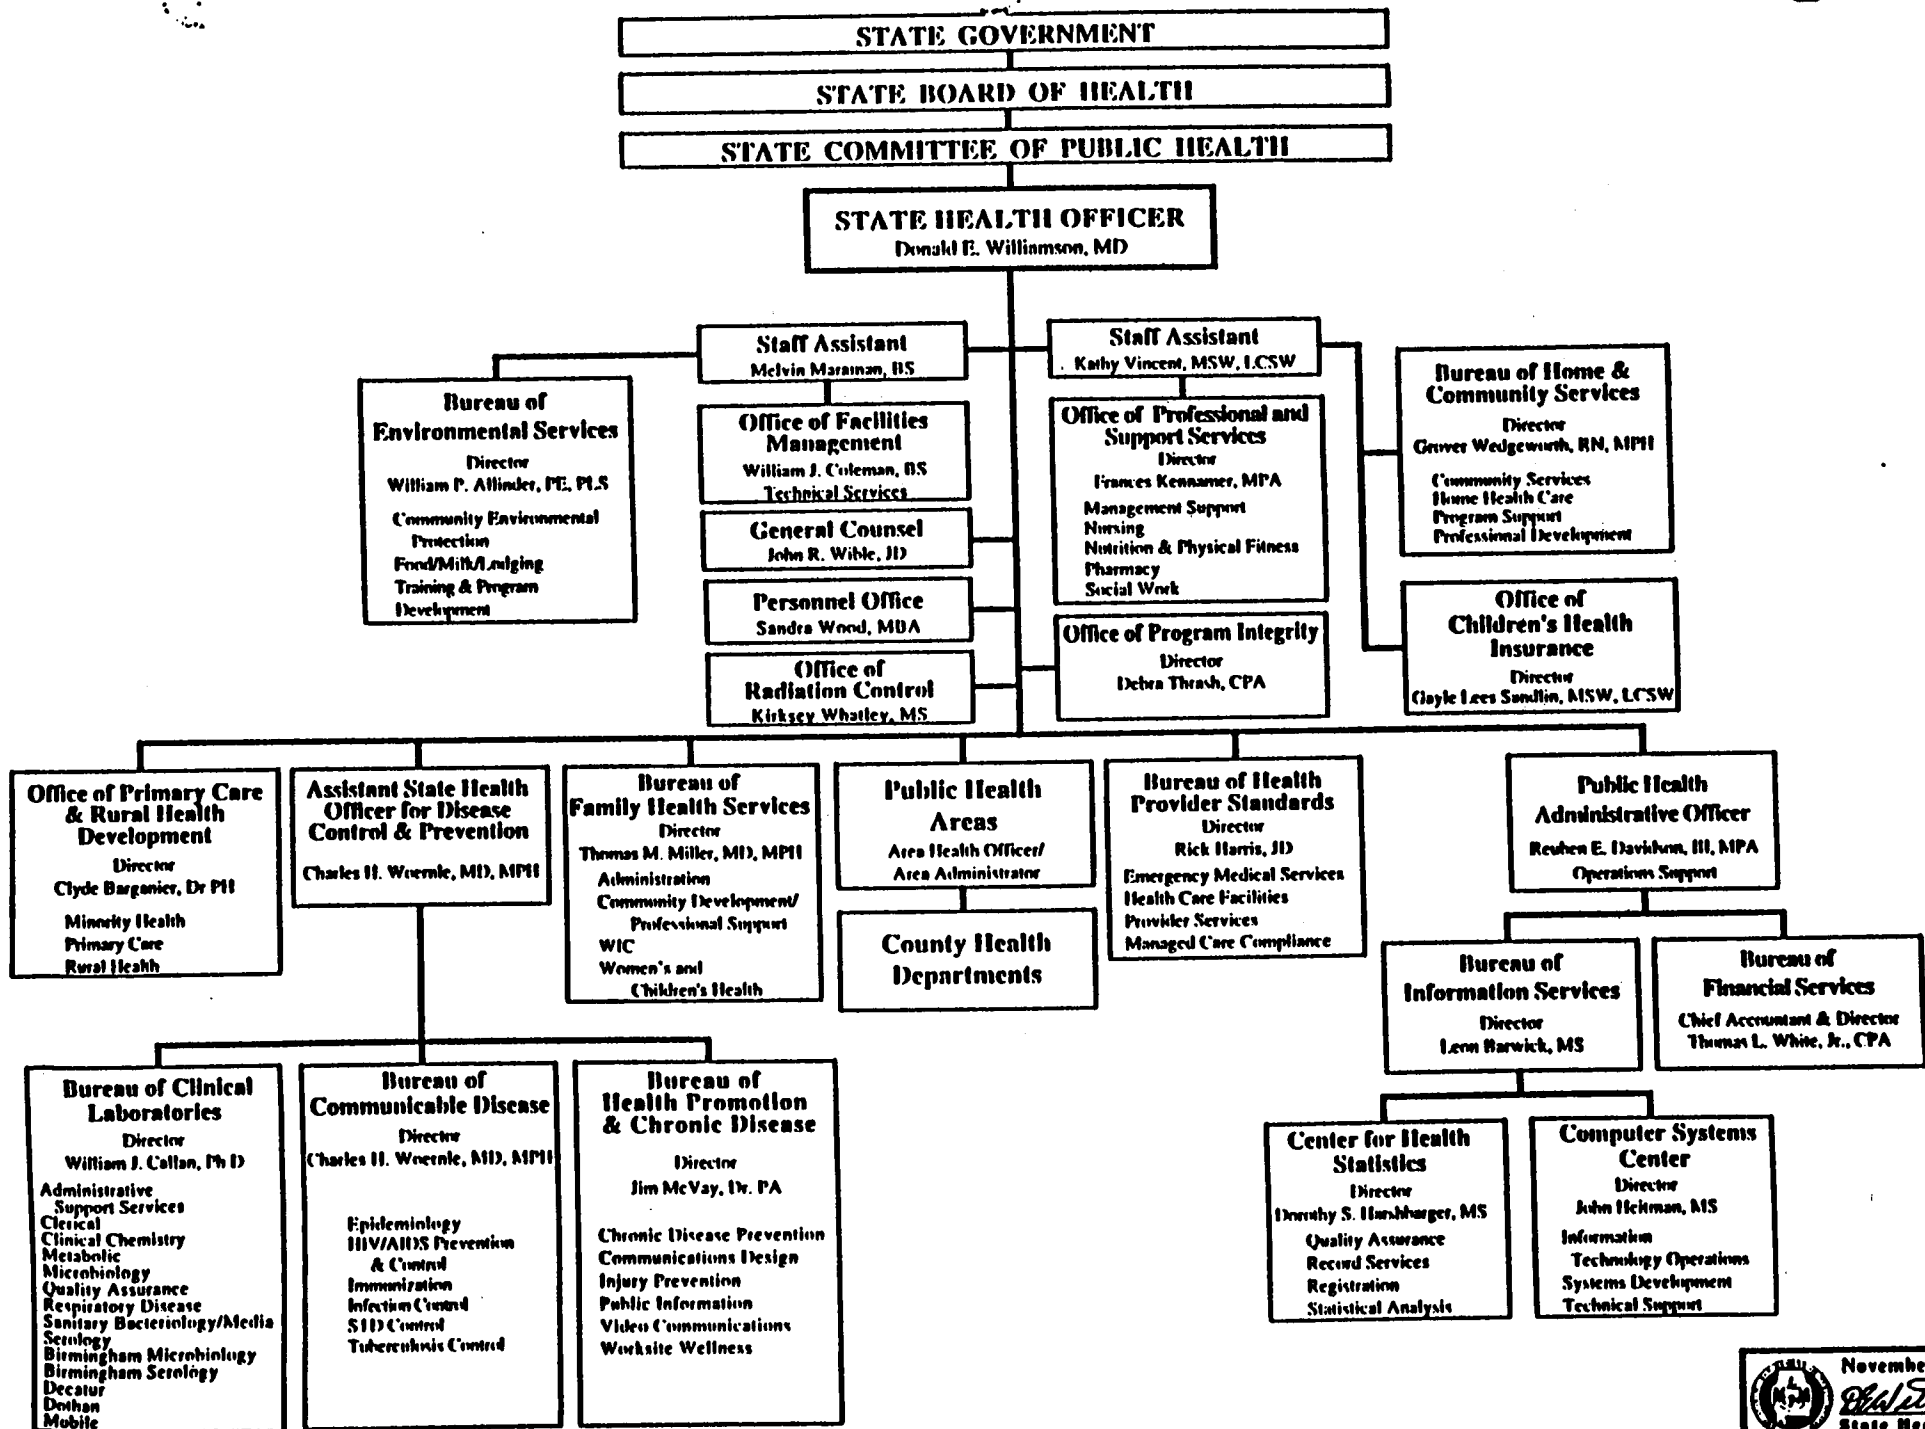 STATE GOVERNMENT
STATE BOARD OF HEALTH
STATE COMMITTEE OF PUBLIC HEALTH
STATE HEALTH OFFICER
Donald E. Williamson, MD
Staff Assistant
Melvin Maraman, BS
Staff Assistant
Kathy Vincent, MSW, LCSW
Bureau of
Environmental Services
Director
William P. Allinder, PE, PLS
Community Environmental
Protection
Food/Milk/Lodging
Training & Program
Development
Office of Facilities
Management
William J. Coleman, BS
Technical Services
General Counsel
John R. Wible, JD
Personnel Office
Sandra Wood, MBA
Office of
Radiation Control
Kirksey Whatley, MS
Office of Professional and
Support Services
Director
Frances Kennamer, MPA
Management Support
Nursing
Nutrition & Physical Fitness
Pharmacy
Social Work
Office of Program Integrity
Director
Debra Thrash, CPA
Bureau of Home &
Community Services
Director
Grover Wedgeworth, RN, MPH
Community Services
Home Health Care
Program Support
Professional Development
Office of
Children's Health
Insurance
Director
Gayle Lees Sandlin, MSW, LCSW
Office of Primary Care
& Rural Health
Development
Director
Clyde Barganier, Dr PH
Minority Health
Primary Care
Rural Health
Assistant State Health
Officer for Disease
Control & Prevention
Charles H. Woernle, MD, MPH
Bureau of
Family Health Services
Director
Thomas M. Miller, MD, MPH
Administration
Community Development/
Professional Support
WIC
Women's and
Children's Health
Public Health
Areas
Area Health Officer/
Area Administrator
County Health
Departments
Bureau of Health
Provider Standards
Director
Rick Harris, JD
Emergency Medical Services
Health Care Facilities
Provider Services
Managed Care Compliance
Public Health
Administrative Officer
Reuben E. Davidson, III, MPA
Operations Support
Bureau of
Information Services
Director
Leon Barwick, MS
Bureau of
Financial Services
Chief Accountant & Director
Thomas L. White, Jr., CPA
Bureau of Clinical
Laboratories
Director
William J. Callan, Ph D
Administrative
Support Services
Clerical
Clinical Chemistry
Metabolic
Microbiology
Quality Assurance
Respiratory Disease
Sanitary Bacteriology/Media
Serology
Birmingham Microbiology
Birmingham Serology
Decatur
Dothan
Mobile
Bureau of
Communicable Disease
Director
Charles H. Woernle, MD, MPH
Epidemiology
HIV/AIDS Prevention
& Control
Immunization
Infection Control
STD Control
Tuberculosis Control
Bureau of
Health Promotion
& Chronic Disease
Director
Jim McVay, Dr. PA
Chronic Disease Prevention
Communications Design
Injury Prevention
Public Information
Video Communications
Worksite Wellness
Center for Health
Statistics
Director
Dorothy S. Harshbarger, MS
Quality Assurance
Record Services
Registration
Statistical Analysis
Computer Systems
Center
Director
John Heitman, MS
Information
Technology Operations
Systems Development
Technical Support
Novembe
State Hea